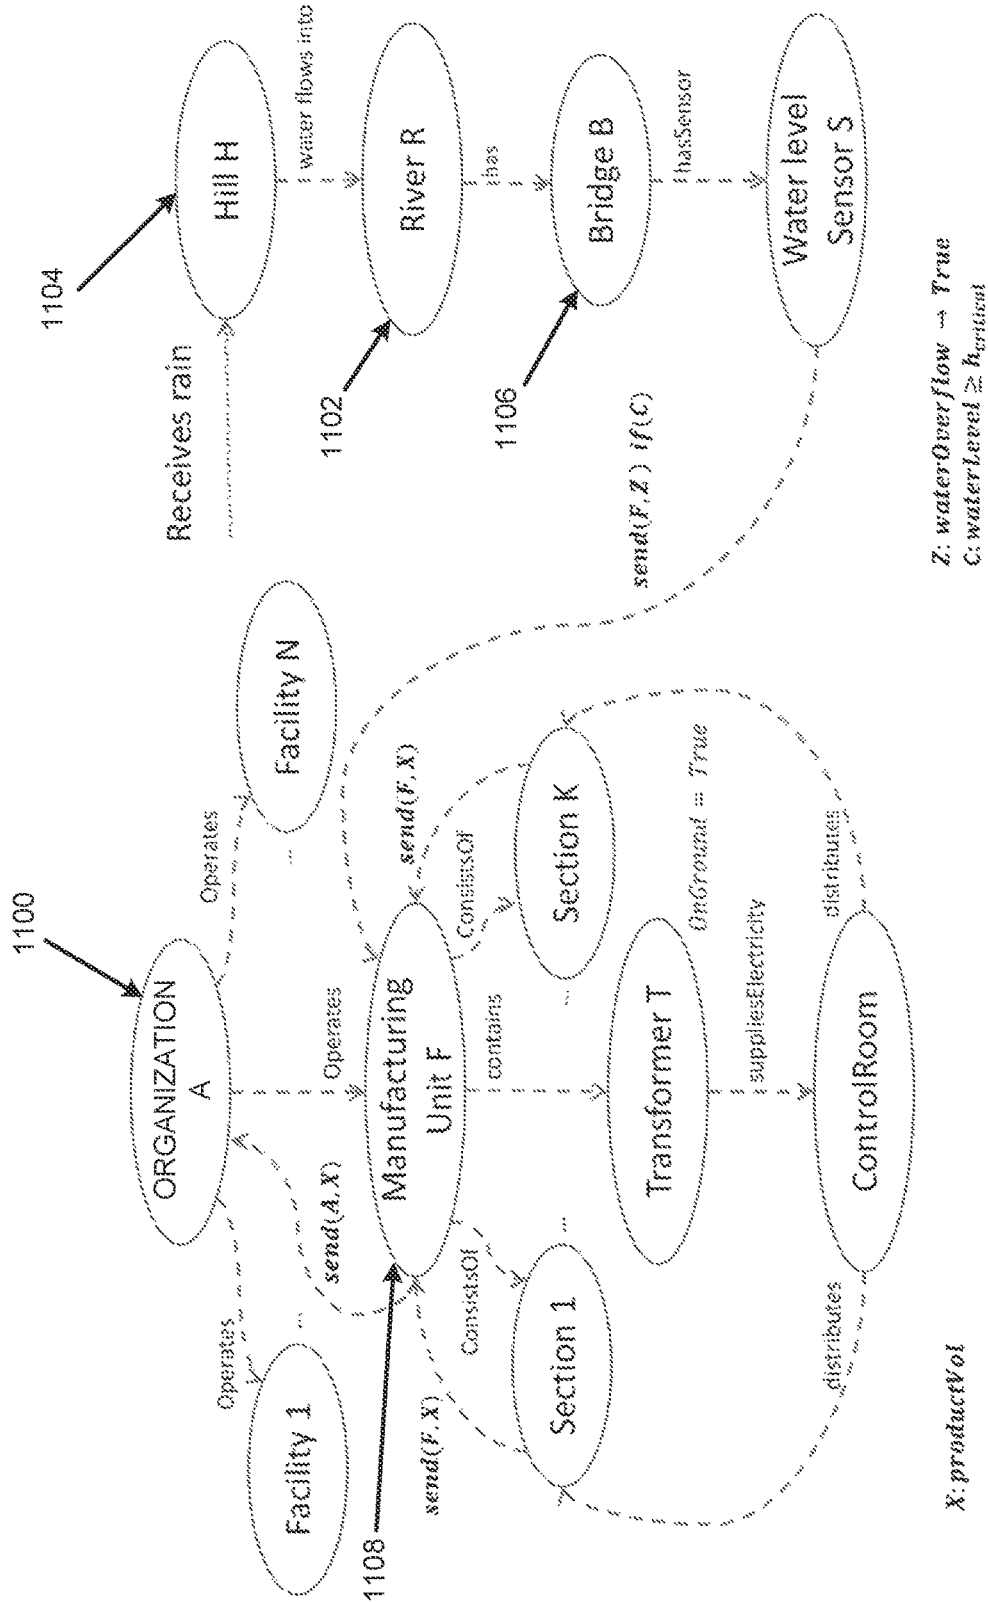 1100
ORGANIZATION
A
Operates
Operates
Operates
Facility 1
...
...
Facility N
send(A,X)
1108
Manufacturing
Unit F
send(F,X)
send(F,X)
ConsistsOf
contains
ConsistsOf
Section 1
...
...
Section K
Transformer T
OnGround = True
suppliesElectricity
ControlRoom
distributes
distributes
X: productVol
Receives rain
1104
Hill H
water flows into
1102
River R
has
1106
Bridge B
hasSensor
Water level
Sensor S
send(F,Z) if(C)
Z: waterOverflow → True
C: waterLevel ≥ hcritical